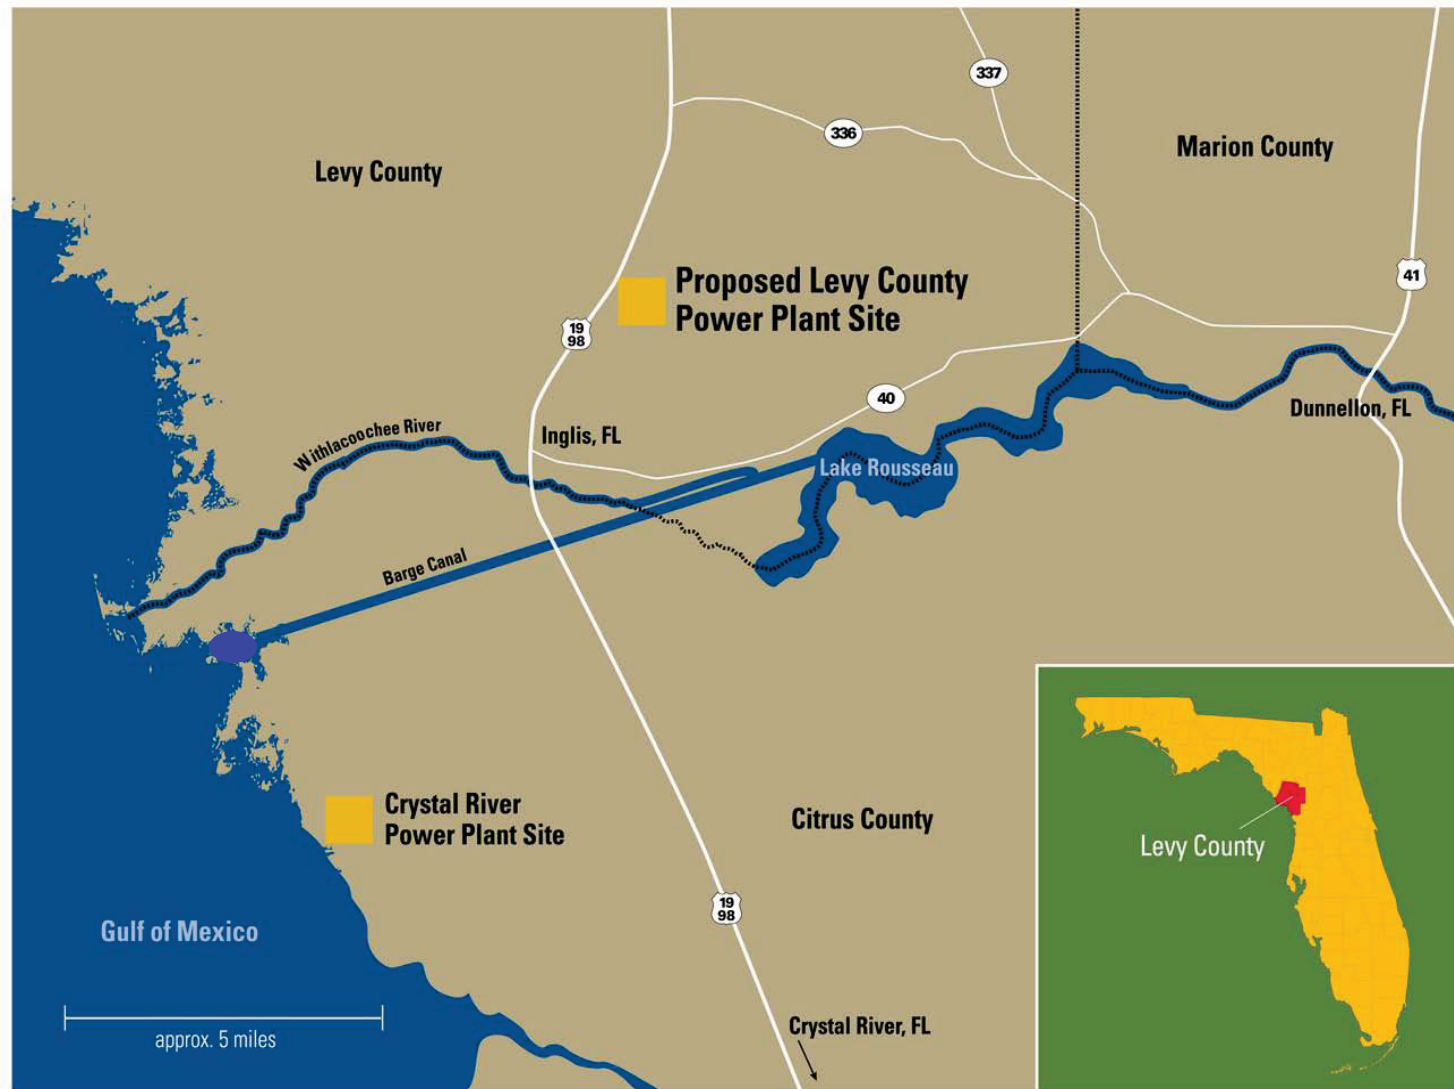 337
336
Marion County
Levy County
Proposed Levy County
Power Plant Site
41
19
98
40
Dunnellon, FL
Withlacoochee River
Inglis, FL
Lake Rousseau
Barge Canal
Crystal River
Power Plant Site
Citrus County
Levy County
19
98
Gulf of Mexico
Crystal River, FL
approx. 5 miles